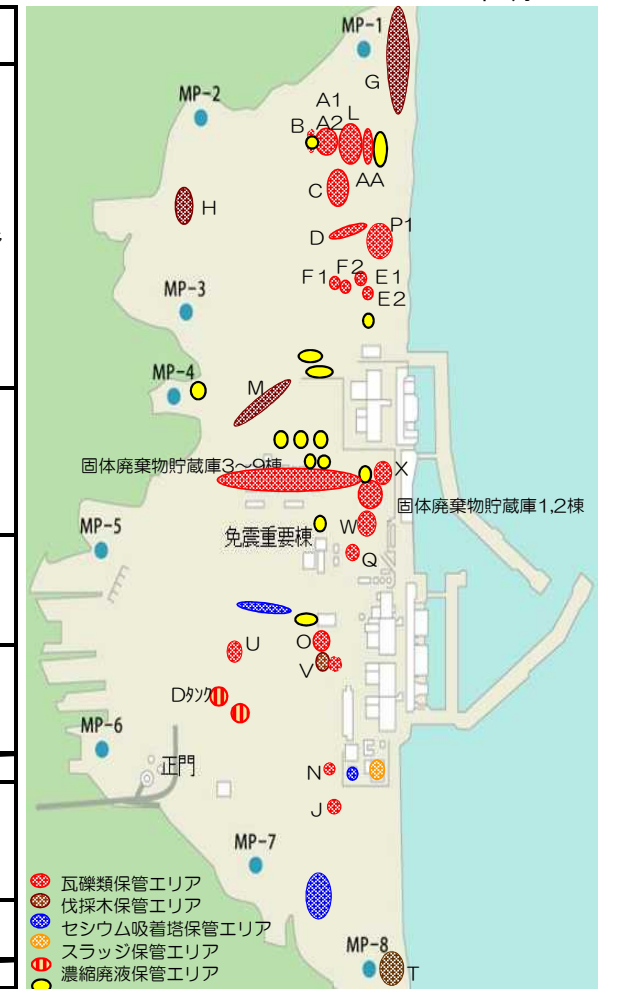 MP-1
G
MP-2
A1
L
B
A2
AA
C
H
P1
D
F2
F1
E1
E2
MP-3
MP-4
M
固体廃棄物貯蔵庫3～9棟
X
固体廃棄物貯蔵庫1,2棟
W
免震重要棟
MP-5
Q
U
O
V
Dﾀﾝｸ
MP-6
正門
N
J
MP-7
瓦礫類保管エリア
伐採木保管エリア
セシウム吸着塔保管エリア
スラッジ保管エリア
濃縮廃液保管エリア
MP-8
T